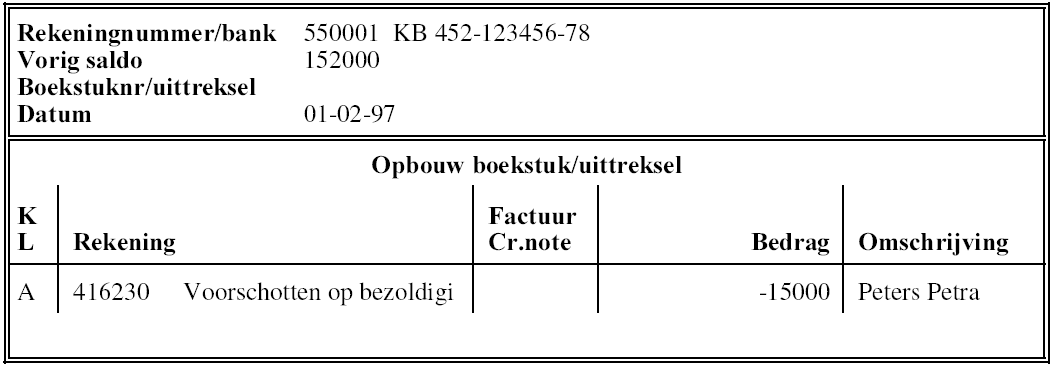 Rekeningnummer/bank 550001 KB 452-123456-78
Vorig saldo 152000
Boekstuknr/uittreksel
Datum 01-02-97
Opbouw boekstuk/uittreksel
K Factuur
L Rekening Cr.note Bedrag Omschrijving
A 416230 Voorschotten op bezoldigi -15000 Peters Petra